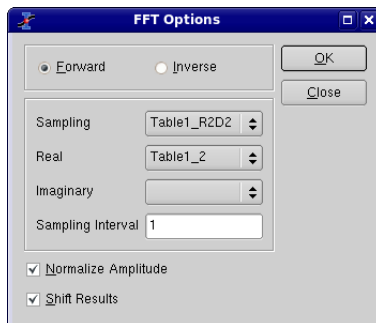 FFT Options
Forward Inverse
OK
Close
Sampling Table1_R2D2
Real Table1_2
Imaginary
Sampling Interval 1
Normalize Amplitude
Shift Results